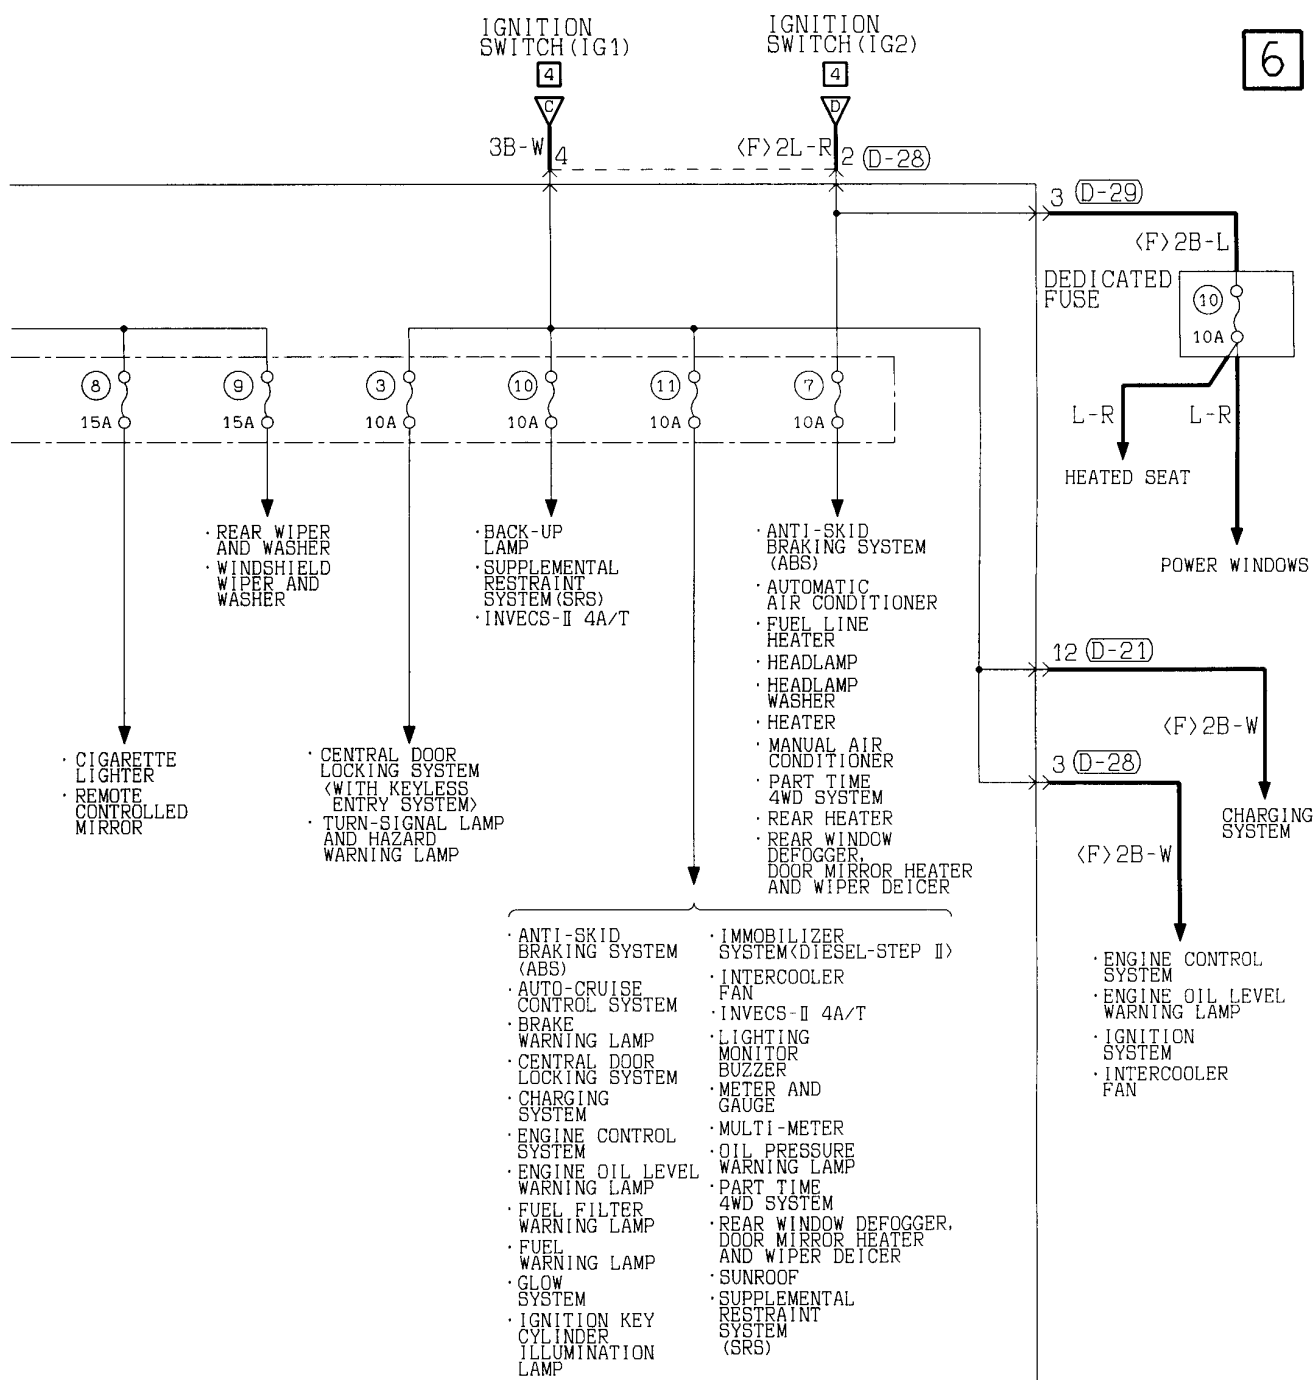 IGNITION
SWITCH(IG1)
IGNITION
SWITCH(IG2)
6
4
4
C
D
3B-W
4
〈F〉2L-R
2
D-28
3
D-29
〈F〉2B-L
DEDICATED
FUSE
10
10A
8
15A
9
15A
3
10A
10
10A
11
10A
7
10A
L-R
L-R
HEATED SEAT
POWER WINDOWS
· REAR WIPER
AND WASHER
· WINDSHIELD
WIPER AND
WASHER
· BACK-UP
LAMP
· SUPPLEMENTAL
RESTRAINT
SYSTEM(SRS)
· INVECS-Ⅱ 4A/T
· ANTI-SKID
BRAKING SYSTEM
(ABS)
· AUTOMATIC
AIR CONDITIONER
· FUEL LINE
HEATER
· HEADLAMP
· HEADLAMP
WASHER
· HEATER
· MANUAL AIR
CONDITIONER
· PART TIME
4WD SYSTEM
· REAR HEATER
· REAR WINDOW
DEFOGGER,
DOOR MIRROR HEATER
AND WIPER DEICER
12
D-21
〈F〉2B-W
3
D-28
〈F〉2B-W
CHARGING
SYSTEM
· CIGARETTE
LIGHTER
· REMOTE
CONTROLLED
MIRROR
· CENTRAL DOOR
LOCKING SYSTEM
〈WITH KEYLESS
ENTRY SYSTEM〉
· TURN-SIGNAL LAMP
AND HAZARD
WARNING LAMP
· ANTI-SKID
BRAKING SYSTEM
(ABS)
· AUTO-CRUISE
CONTROL SYSTEM
· BRAKE
WARNING LAMP
· CENTRAL DOOR
LOCKING SYSTEM
· CHARGING
SYSTEM
· ENGINE CONTROL
SYSTEM
· ENGINE OIL LEVEL
WARNING LAMP
· FUEL FILTER
WARNING LAMP
· FUEL
WARNING LAMP
· GLOW
SYSTEM
· IGNITION KEY
CYLINDER
ILLUMINATION
LAMP
· IMMOBILIZER
SYSTEM〈DIESEL-STEP Ⅱ〉
· INTERCOOLER
FAN
· INVECS-Ⅱ 4A/T
· LIGHTING
MONITOR
BUZZER
· METER AND
GAUGE
· MULTI-METER
· OIL PRESSURE
WARNING LAMP
· PART TIME
4WD SYSTEM
· REAR WINDOW DEFOGGER,
DOOR MIRROR HEATER
AND WIPER DEICER
· SUNROOF
· SUPPLEMENTAL
RESTRAINT
SYSTEM
(SRS)
· ENGINE CONTROL
SYSTEM
· ENGINE OIL LEVEL
WARNING LAMP
· IGNITION
SYSTEM
· INTERCOOLER
FAN